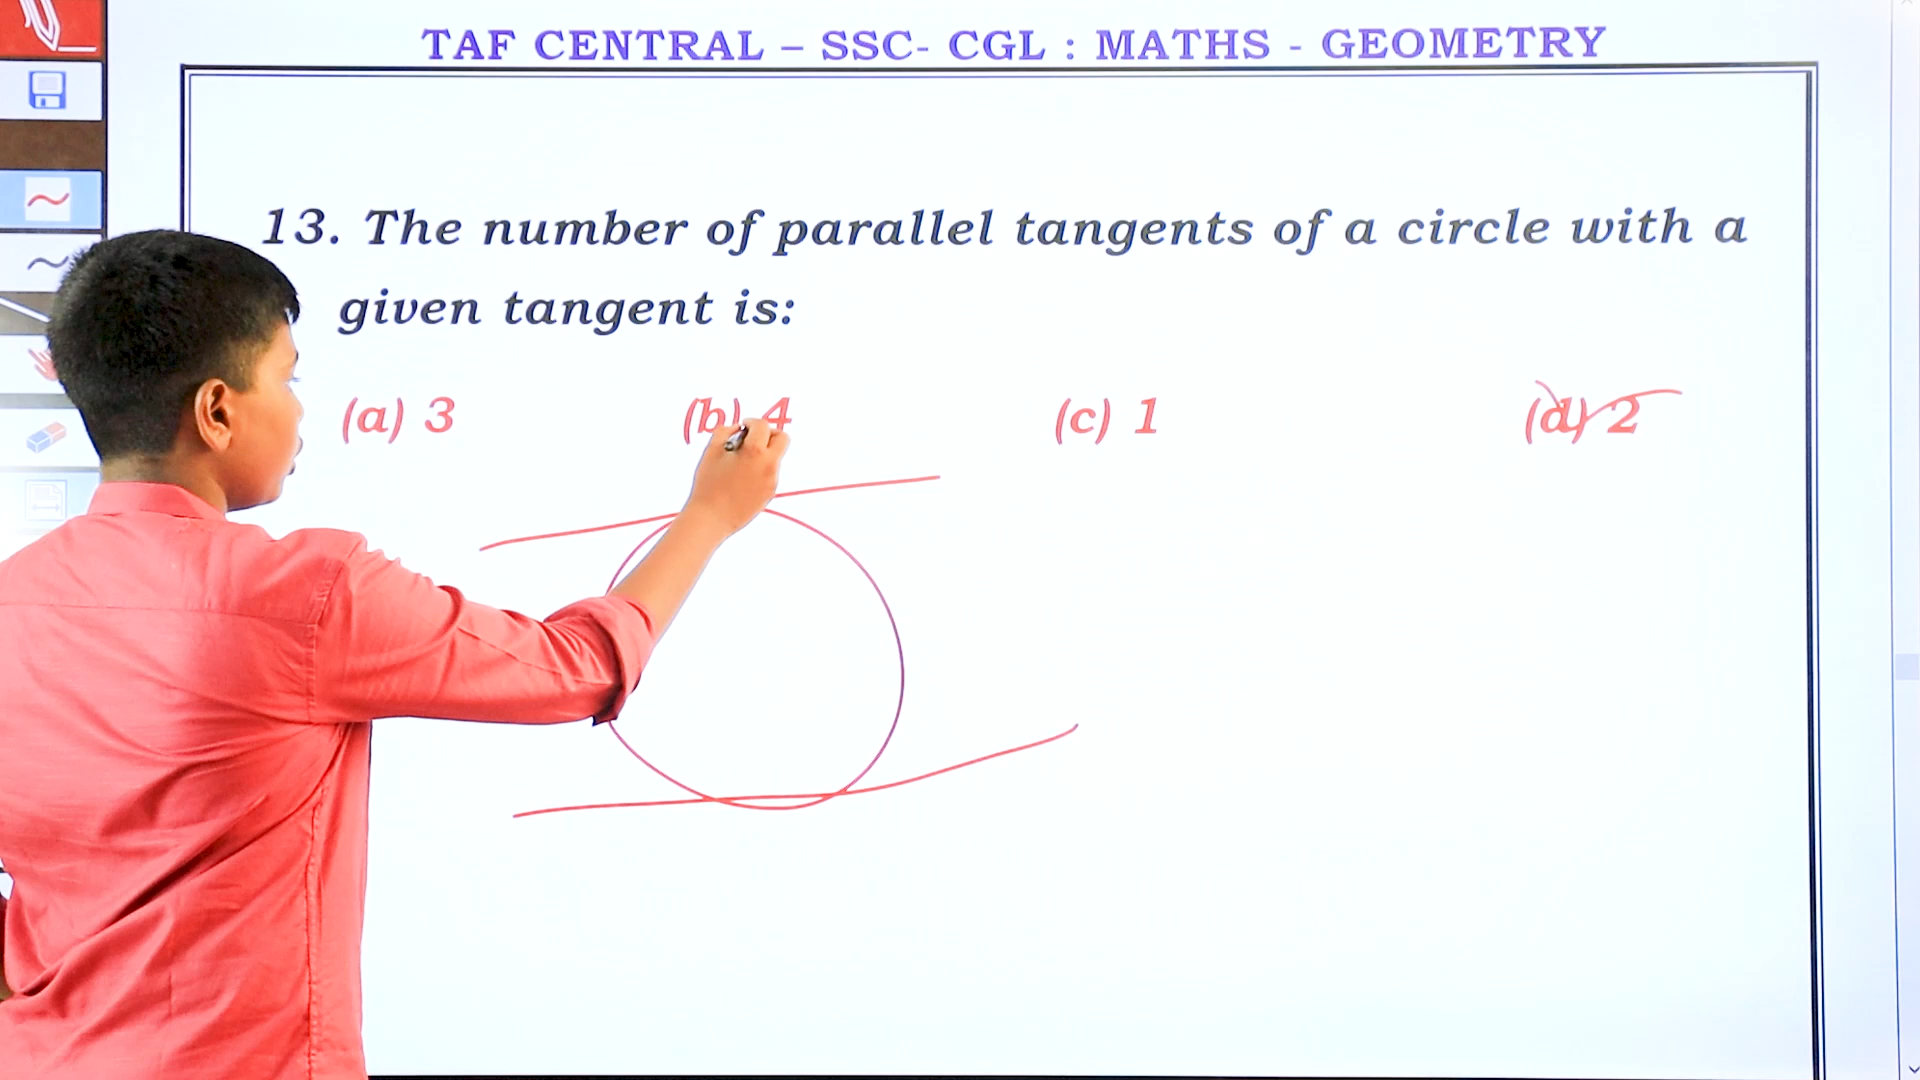 TAF CENTRAL – SSC- CGL : MATHS - GEOMETRY
13. The number of parallel tangents of a circle with a
given tangent is:
(a) 3 (b) 4 (c) 1 (d) 2